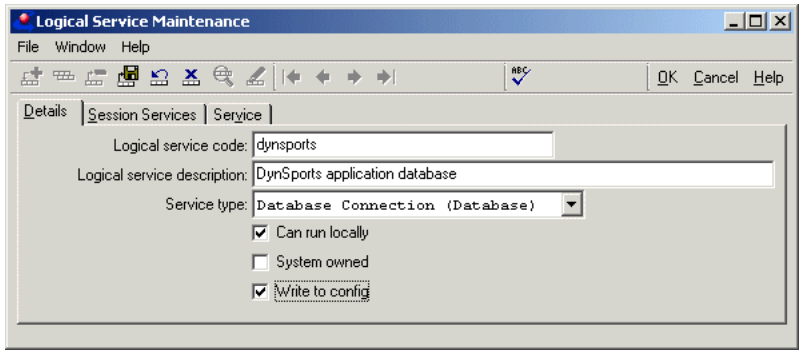 Logical Service Maintenance
File Window Help
ABC OK Cancel Help
Details Session Services Service
Logical service code: dynsports
Logical service description: DynSports application database
Service type: Database Connection (Database)
Can run locally
System owned
Write to config